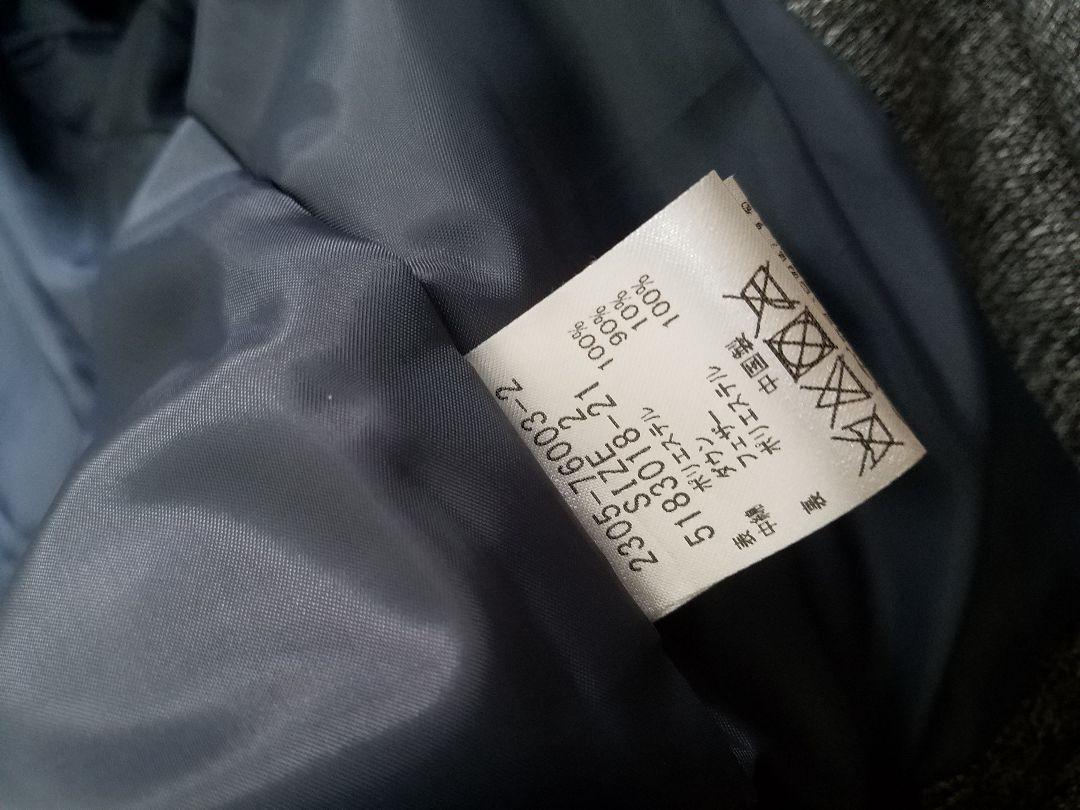 2305-76003-2
SIZE 2
5183018-21
表 ポリエステル 100%
中綿 ダウン 90%
フェザー 10%
裏 ポリエステル 100%
中国製